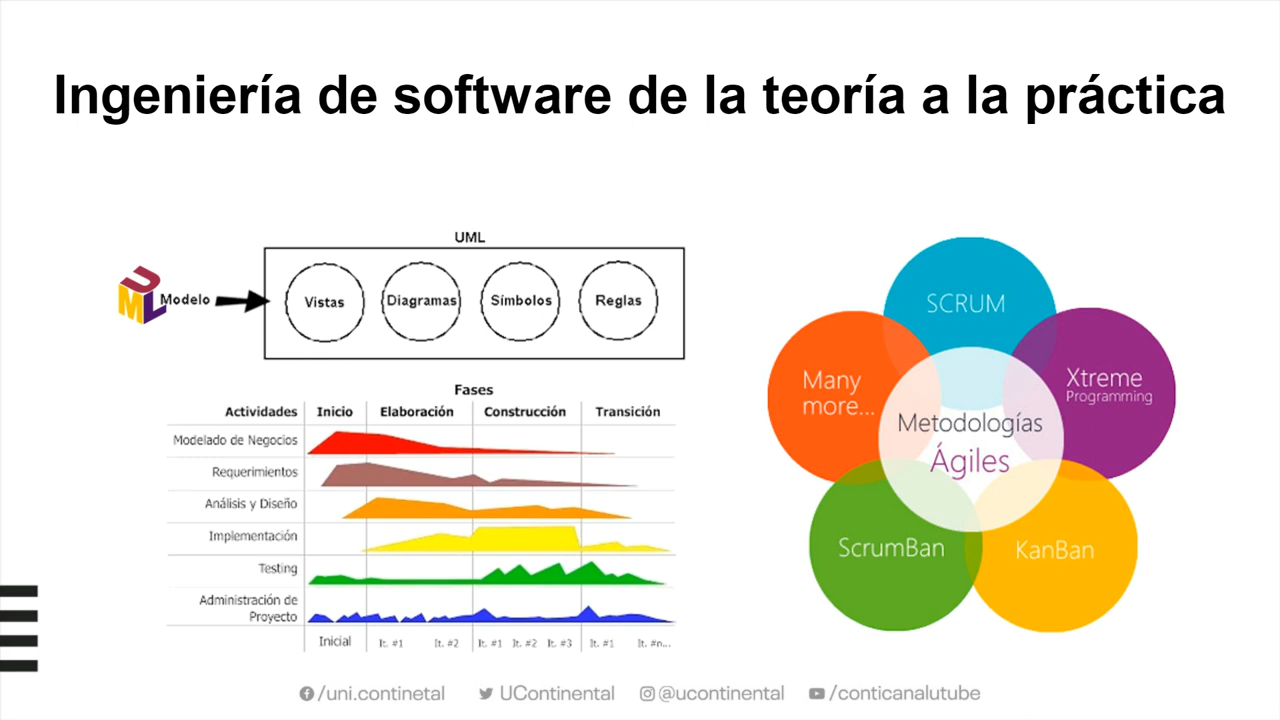 Ingeniería de software de la teoría a la práctica
UML
UML
Modelo
Vistas
Diagramas
Símbolos
Reglas
Fases
Actividades Inicio Elaboración Construcción Transición
Modelado de Negocios
Requerimientos
Análisis y Diseño
Implementación
Testing
Administración de
Proyecto
Inicial It. #1 It. #2 It. #1 It. #2 It. #3 It. #1 It. #n...
SCRUM
Many
more...
Xtreme
Programming
Metodologías
Ágiles
ScrumBan
KanBan
/uni.continetal UContinental @ucontinental /conticanalutube